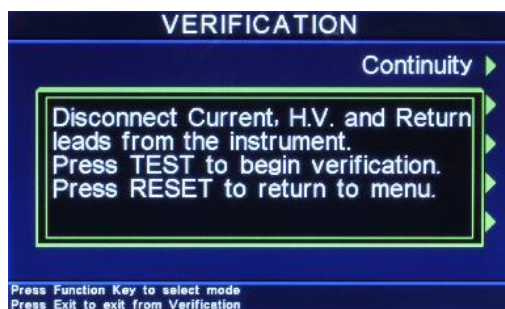 VERIFICATION
Continuity
Disconnect Current, H.V. and Return
leads from the instrument.
Press TEST to begin verification.
Press RESET to return to menu.
Press Function Key to select mode
Press Exit to exit from Verification